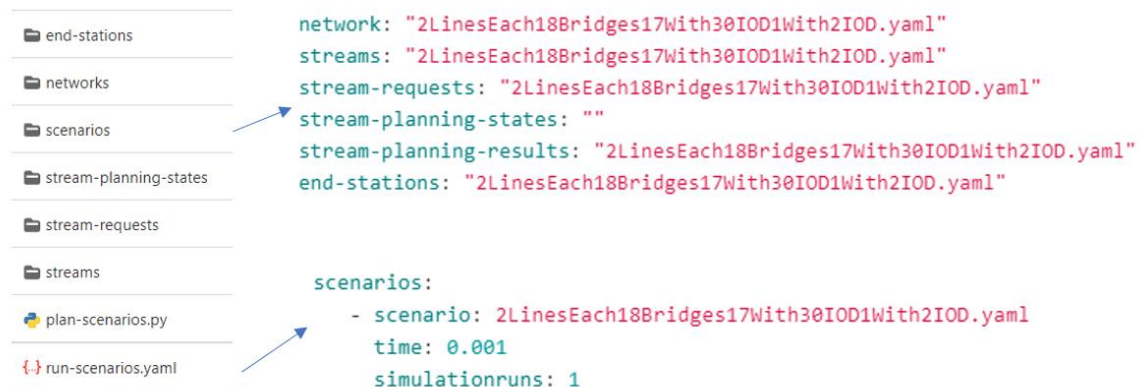 end-stations
networks
scenarios
stream-planning-states
stream-requests
streams
plan-scenarios.py
{..} run-scenarios.yaml
network: "2LinesEach18Bridges17With30IOD1With2IOD.yaml"
streams: "2LinesEach18Bridges17With30IOD1With2IOD.yaml"
stream-requests: "2LinesEach18Bridges17With30IOD1With2IOD.yaml"
stream-planning-states: ""
stream-planning-results: "2LinesEach18Bridges17With30IOD1With2IOD.yaml"
end-stations: "2LinesEach18Bridges17With30IOD1With2IOD.yaml"
scenarios:
- scenario: 2LinesEach18Bridges17With30IOD1With2IOD.yaml
time: 0.001
simulationruns: 1